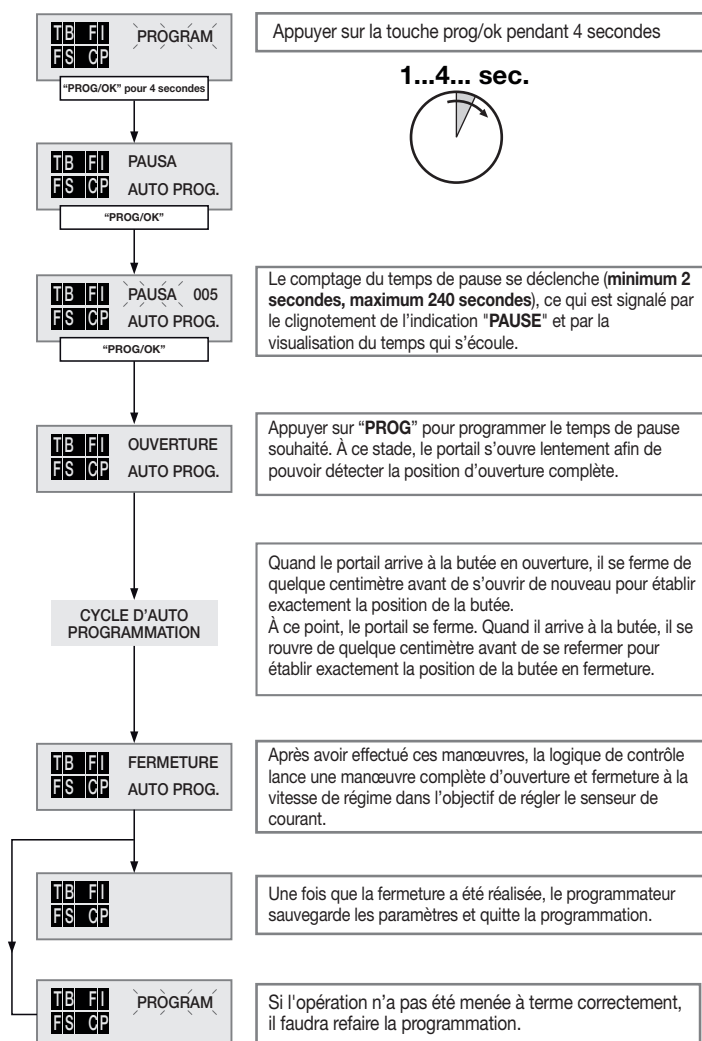 TB FI PROGRAM
FS CP
"PROG/OK" pour 4 secondes
Appuyer sur la touche prog/ok pendant 4 secondes
1...4... sec.
TB FI PAUSA
FS CP AUTO PROG.
"PROG/OK"
TB FI PAUSA 005
FS CP AUTO PROG.
"PROG/OK"
Le comptage du temps de pause se déclenche (minimum 2
secondes, maximum 240 secondes), ce qui est signalé par
le clignotement de l'indication "PAUSE" et par la
visualisation du temps qui s'écoule.
TB FI OUVERTURE
FS CP AUTO PROG.
Appuyer sur "PROG" pour programmer le temps de pause
souhaité. À ce stade, le portail s'ouvre lentement afin de
pouvoir détecter la position d'ouverture complète.
CYCLE D'AUTO
PROGRAMMATION
Quand le portail arrive à la butée en ouverture, il se ferme de
quelque centimètre avant de s'ouvrir de nouveau pour établir
exactement la position de la butée.
À ce point, le portail se ferme. Quand il arrive à la butée, il se
rouvre de quelque centimètre avant de se refermer pour
établir exactement la position de la butée en fermeture.
TB FI FERMETURE
FS CP AUTO PROG.
Après avoir effectué ces manœuvres, la logique de contrôle
lance une manœuvre complète d'ouverture et fermeture à la
vitesse de régime dans l'objectif de régler le senseur de
courant.
TB FI
FS CP
Une fois que la fermeture a été réalisée, le programmateur
sauvegarde les paramètres et quitte la programmation.
TB FI PROGRAM
FS CP
Si l'opération n'a pas été menée à terme correctement,
il faudra refaire la programmation.